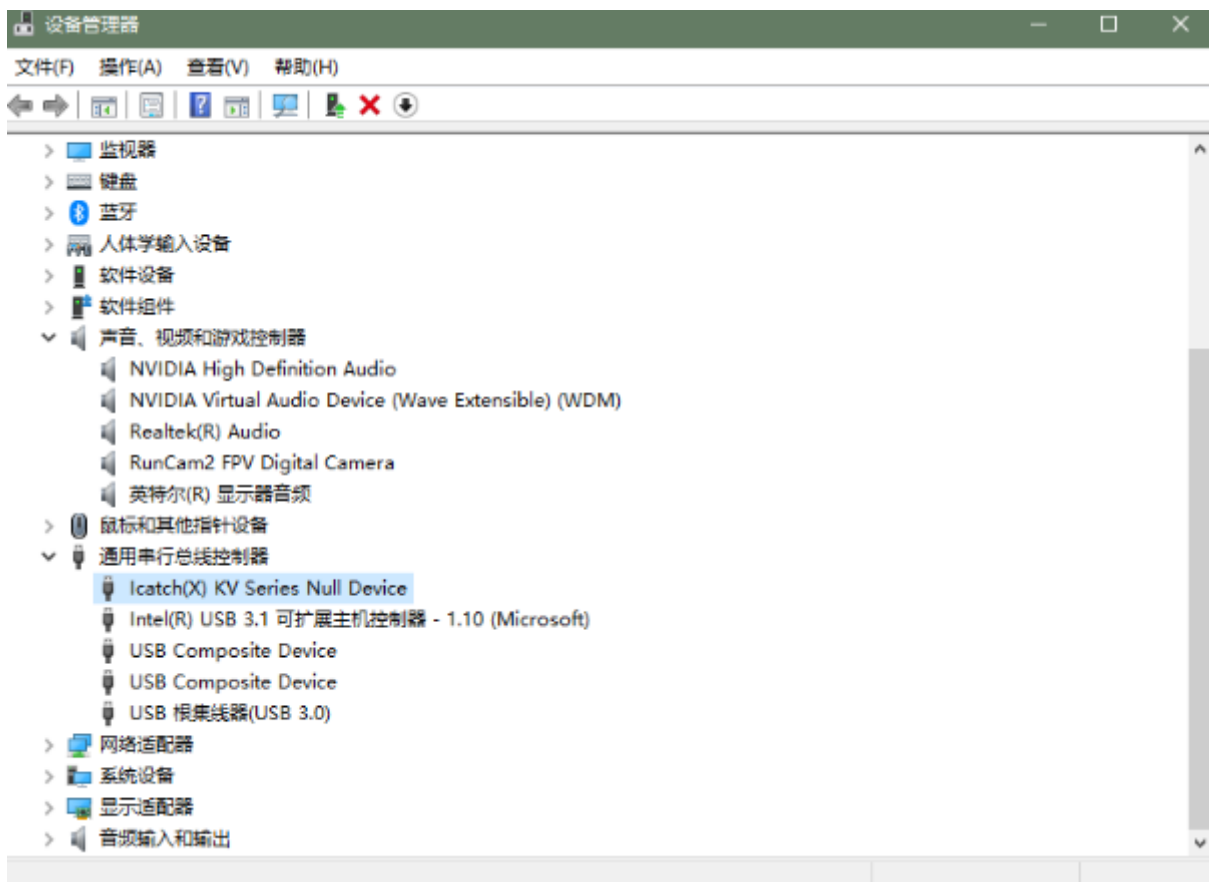 设备管理器
文件(F) 操作(A) 查看(V) 帮助(H)
监视器
键盘
蓝牙
人体学输入设备
软件设备
软件组件
声音、视频和游戏控制器
NVIDIA High Definition Audio
NVIDIA Virtual Audio Device (Wave Extensible) (WDM)
Realtek(R) Audio
RunCam2 FPV Digital Camera
英特尔(R) 显示器音频
鼠标和其他指针设备
通用串行总线控制器
Icatch(X) KV Series Null Device
Intel(R) USB 3.1 可扩展主机控制器 - 1.10 (Microsoft)
USB Composite Device
USB Composite Device
USB 根集线器(USB 3.0)
网络适配器
系统设备
显示适配器
音频输入和输出